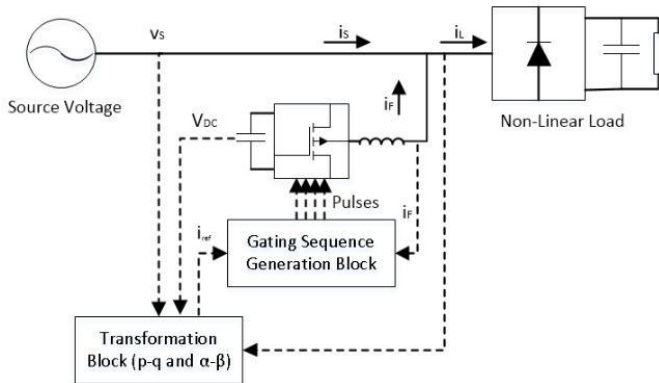 vs
is
iL
Source Voltage
iF
VDC
Non-Linear Load
Pulses
iF
iref
Gating Sequence
Generation Block
Transformation
Block (p-q and α-β)